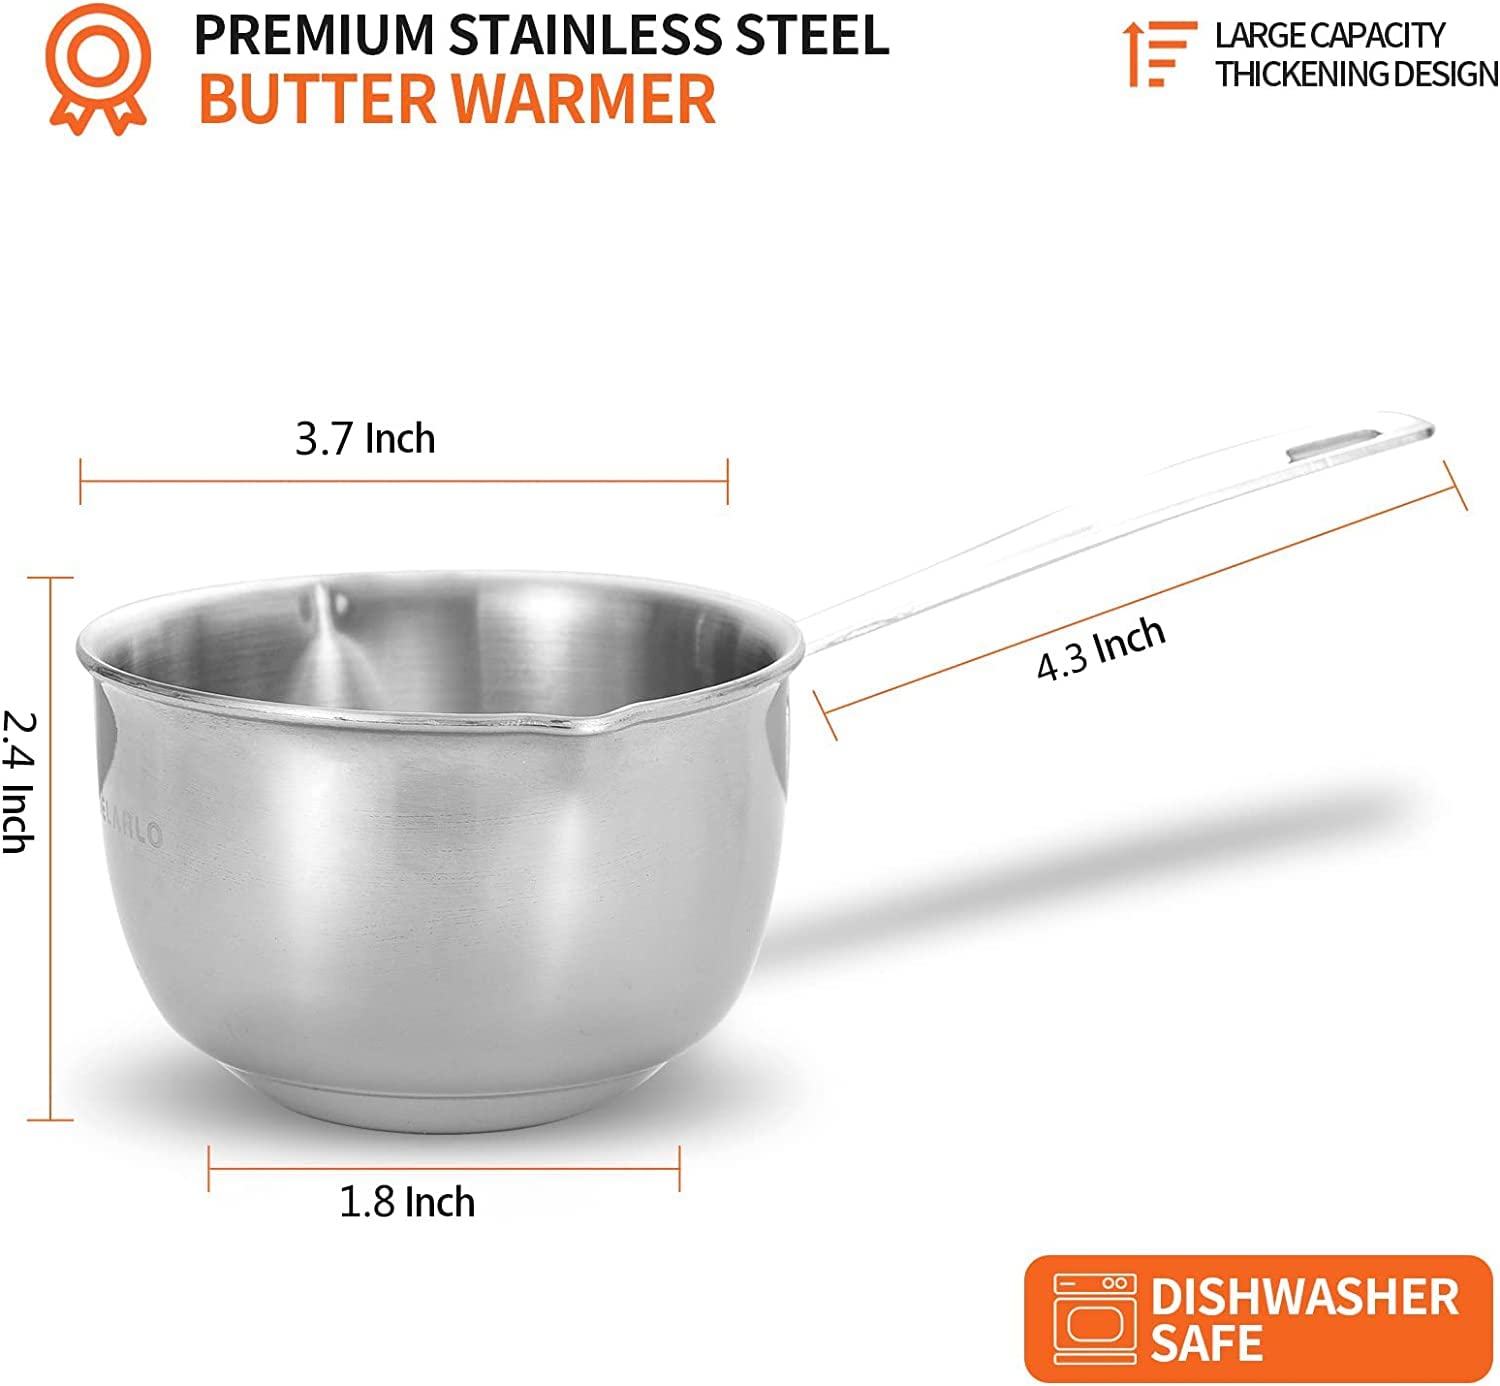 PREMIUM STAINLESS STEEL
BUTTER WARMER
LARGE CAPACITY
THICKENING DESIGN
3.7 Inch
4.3 Inch
2.4 Inch
1.8 Inch
DISHWASHER
SAFE